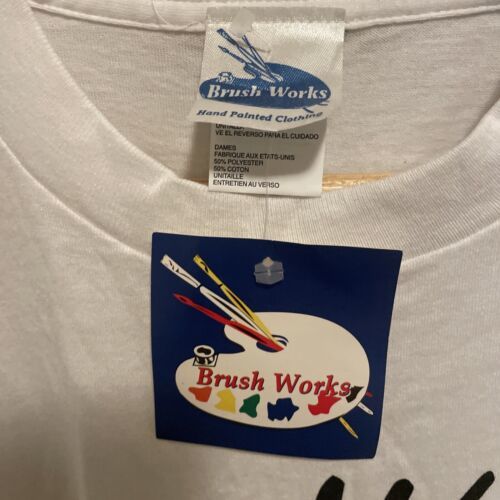 Brush Works
Hand Painted Clothing
VE EL REVERSO PARA EL CUIDADO
DAMES
FABRIQUE AUX ET/TS-UNIS
50% POLYESTER
50% COTON
UNITAILLE
ENTRETIEN AU VERSO
Brush Works